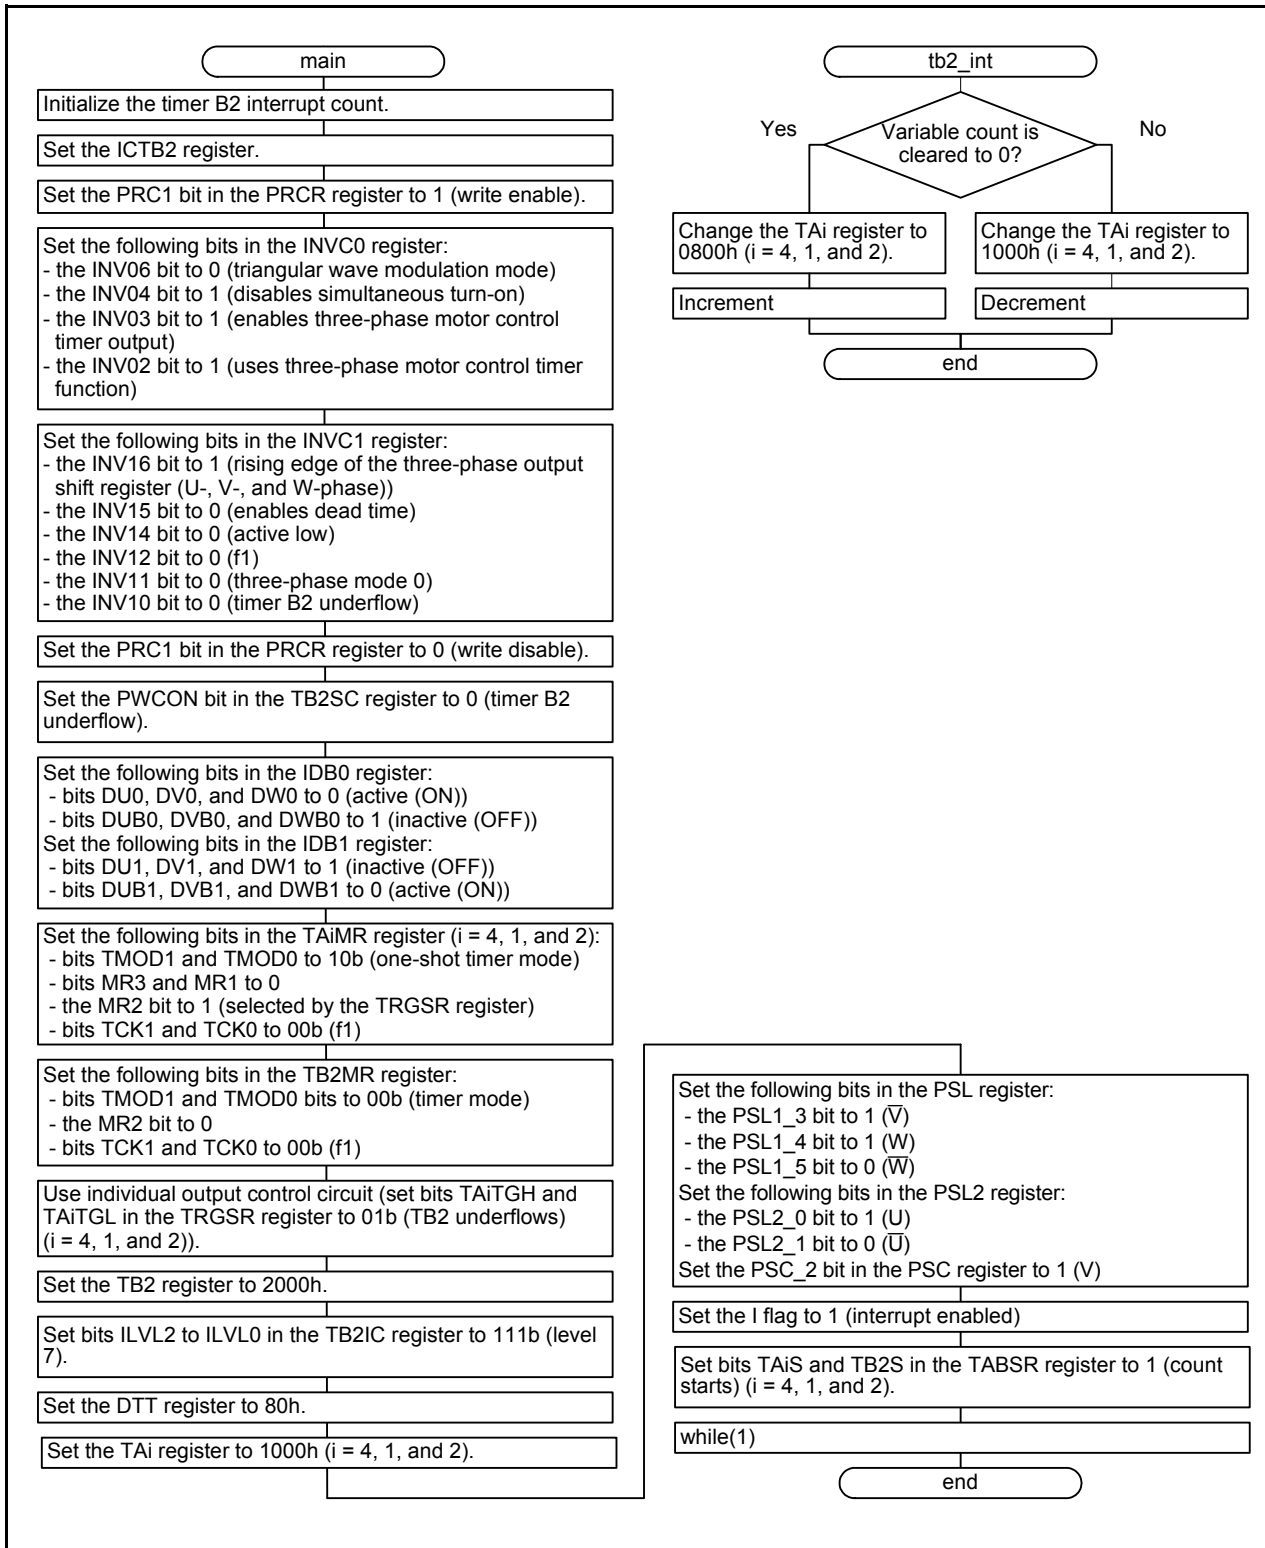 main
Initialize the timer B2 interrupt count.
Set the ICTB2 register.
Set the PRC1 bit in the PRCR register to 1 (write enable).
Set the following bits in the INVC0 register:
- the INV06 bit to 0 (triangular wave modulation mode)
- the INV04 bit to 1 (disables simultaneous turn-on)
- the INV03 bit to 1 (enables three-phase motor control
timer output)
- the INV02 bit to 1 (uses three-phase motor control timer
function)
Set the following bits in the INVC1 register:
- the INV16 bit to 1 (rising edge of the three-phase output
shift register (U-, V-, and W-phase))
- the INV15 bit to 0 (enables dead time)
- the INV14 bit to 0 (active low)
- the INV12 bit to 0 (f1)
- the INV11 bit to 0 (three-phase mode 0)
- the INV10 bit to 0 (timer B2 underflow)
Set the PRC1 bit in the PRCR register to 0 (write disable).
Set the PWCON bit in the TB2SC register to 0 (timer B2
underflow).
Set the following bits in the IDB0 register:
- bits DU0, DV0, and DW0 to 0 (active (ON))
- bits DUB0, DVB0, and DWB0 to 1 (inactive (OFF))
Set the following bits in the IDB1 register:
- bits DU1, DV1, and DW1 to 1 (inactive (OFF))
- bits DUB1, DVB1, and DWB1 to 0 (active (ON))
Set the following bits in the TAiMR register (i = 4, 1, and 2):
- bits TMOD1 and TMOD0 to 10b (one-shot timer mode)
- bits MR3 and MR1 to 0
- the MR2 bit to 1 (selected by the TRGSR register)
- bits TCK1 and TCK0 to 00b (f1)
Set the following bits in the TB2MR register:
- bits TMOD1 and TMOD0 bits to 00b (timer mode)
- the MR2 bit to 0
- bits TCK1 and TCK0 to 00b (f1)
Use individual output control circuit (set bits TAiTGH and
TAiTGL in the TRGSR register to 01b (TB2 underflows)
(i = 4, 1, and 2)).
Set the TB2 register to 2000h.
Set bits ILVL2 to ILVL0 in the TB2IC register to 111b (level
7).
Set the DTT register to 80h.
Set the TAi register to 1000h (i = 4, 1, and 2).
Set the following bits in the PSL register:
- the PSL1_3 bit to 1 (V̅)
- the PSL1_4 bit to 1 (W)
- the PSL1_5 bit to 0 (W̅)
Set the following bits in the PSL2 register:
- the PSL2_0 bit to 1 (U)
- the PSL2_1 bit to 0 (U̅)
Set the PSC_2 bit in the PSC register to 1 (V)
Set the I flag to 1 (interrupt enabled)
Set bits TAiS and TB2S in the TABSR register to 1 (count
starts) (i = 4, 1, and 2).
while(1)
end
tb2_int
Variable count is
cleared to 0?
Yes
No
Change the TAi register to
0800h (i = 4, 1, and 2).
Increment
Change the TAi register to
1000h (i = 4, 1, and 2).
Decrement
end